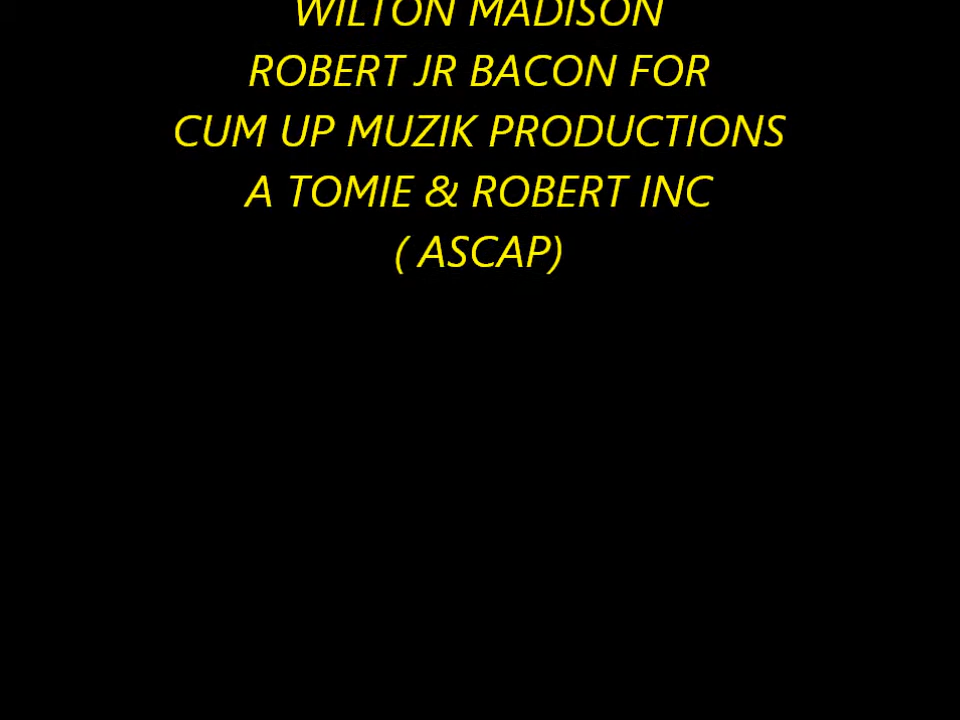 WILTON MADISON
ROBERT JR BACON FOR
CUM UP MUZIK PRODUCTIONS
A TOMIE & ROBERT INC
( ASCAP)